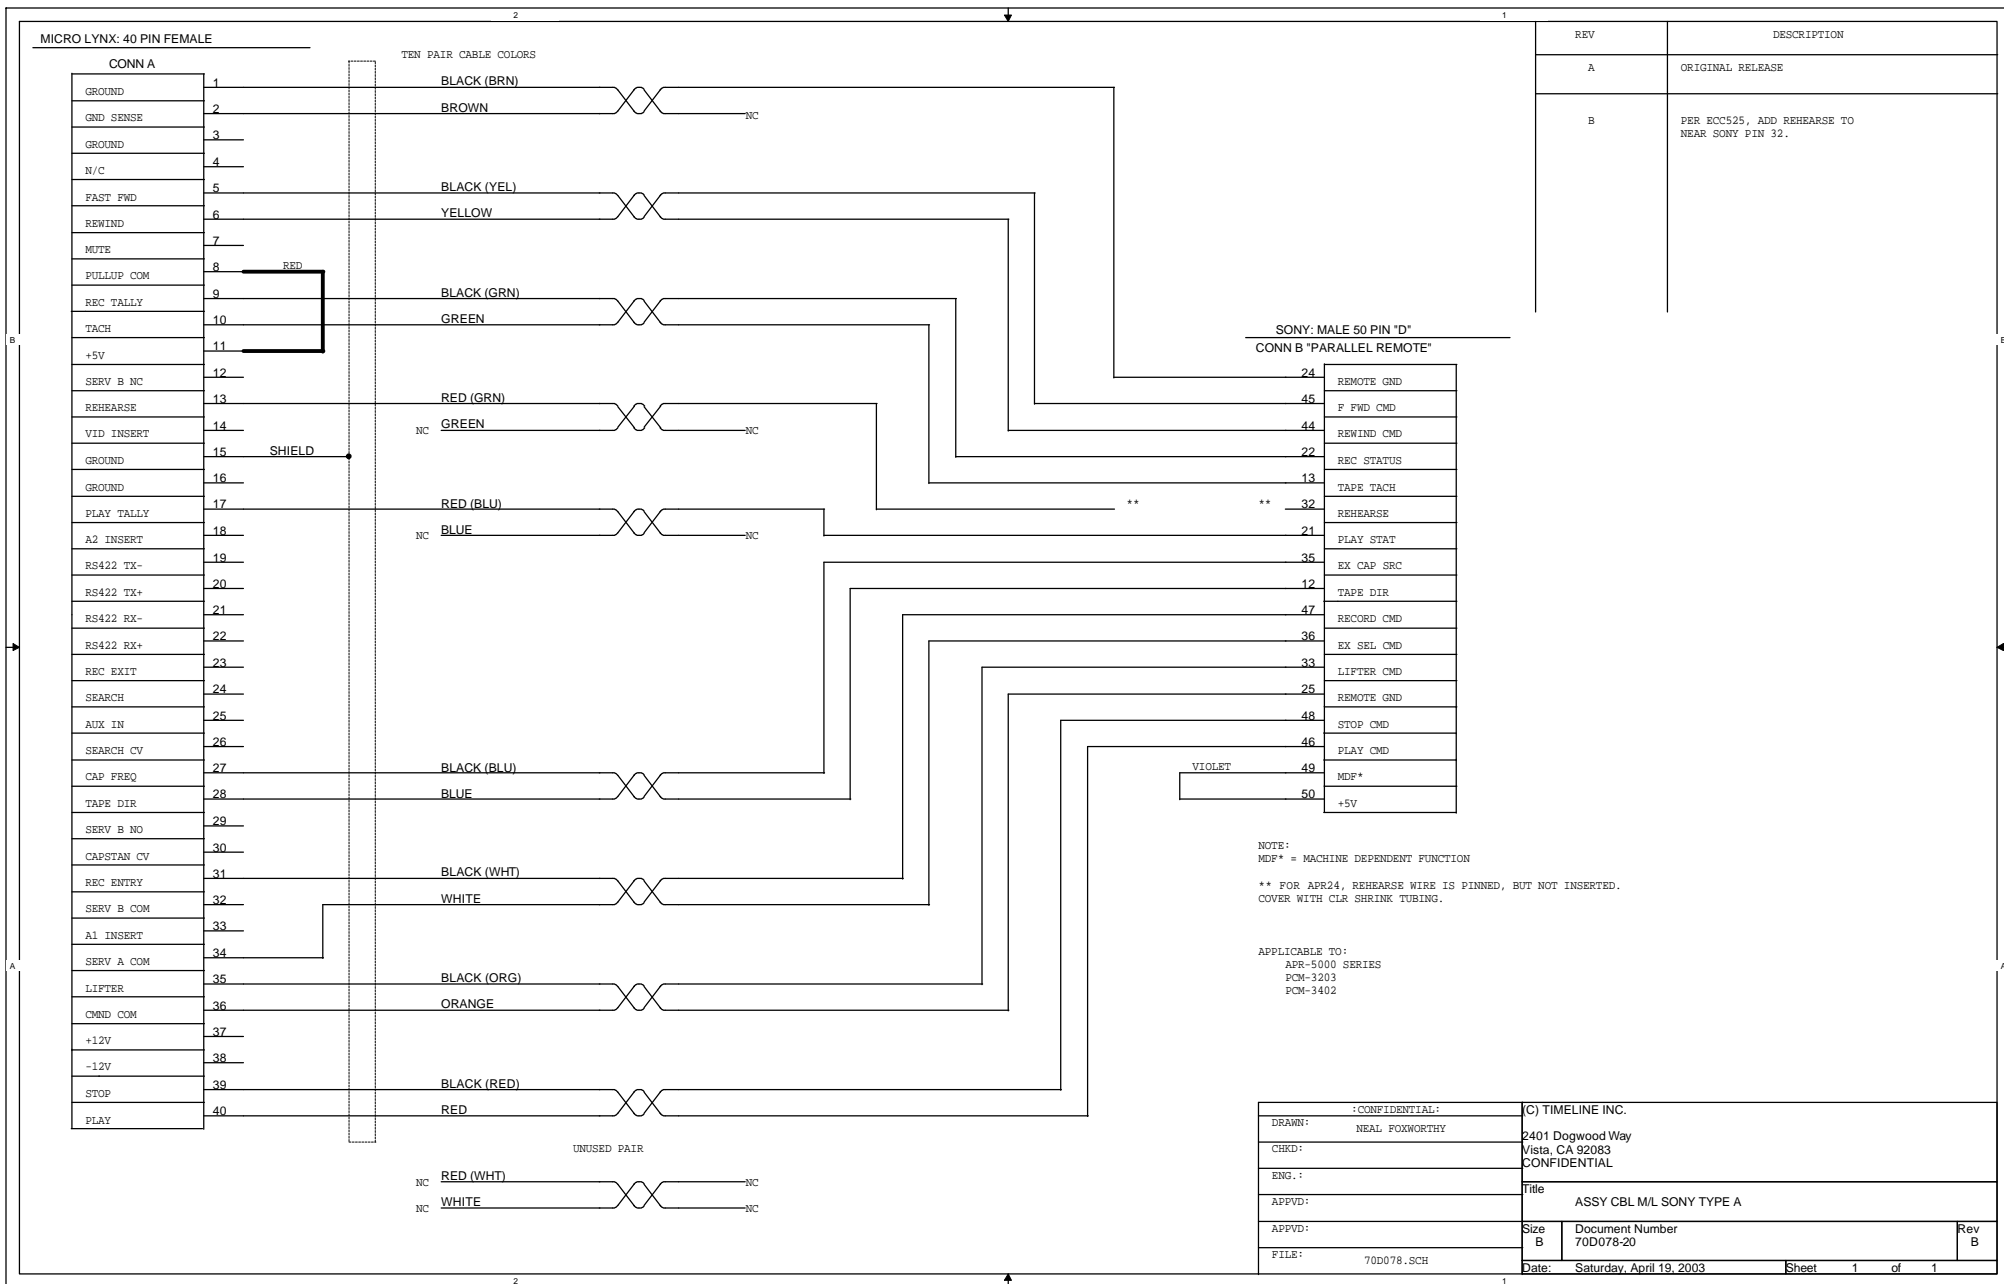 2
1
MICRO LYNX: 40 PIN FEMALE
CONN A
TEN PAIR CABLE COLORS
GROUND 1 BLACK (BRN)
GND SENSE 2 BROWN NC
GROUND 3
N/C 4
FAST FWD 5 BLACK (YEL)
REWIND 6 YELLOW
MUTE 7
PULLUP COM 8 RED
REC TALLY 9 BLACK (GRN)
TACH 10 GREEN
+5V 11
SERV B NC 12
REHEARSE 13 RED (GRN)
VID INSERT 14 NC GREEN NC
GROUND 15 SHIELD
GROUND 16
PLAY TALLY 17 RED (BLU)
A2 INSERT 18 NC BLUE NC
RS422 TX- 19
RS422 TX+ 20
RS422 RX- 21
RS422 RX+ 22
REC EXIT 23
SEARCH 24
AUX IN 25
SEARCH CV 26
CAP FREQ 27 BLACK (BLU)
TAPE DIR 28 BLUE
SERV B NO 29
CAPSTAN CV 30
REC ENTRY 31 BLACK (WHT)
SERV B COM 32 WHITE
A1 INSERT 33
SERV A COM 34
LIFTER 35 BLACK (ORG)
CMND COM 36 ORANGE
+12V 37
-12V 38
STOP 39 BLACK (RED)
PLAY 40 RED
UNUSED PAIR
NC RED (WHT) NC
NC WHITE NC
REV DESCRIPTION
A ORIGINAL RELEASE
B PER ECC525, ADD REHEARSE TO
NEAR SONY PIN 32.
SONY: MALE 50 PIN "D"
CONN B "PARALLEL REMOTE"
24 REMOTE GND
45 F FWD CMD
44 REWIND CMD
22 REC STATUS
13 TAPE TACH
** ** 32 REHEARSE
21 PLAY STAT
35 EX CAP SRC
12 TAPE DIR
47 RECORD CMD
36 EX SEL CMD
33 LIFTER CMD
25 REMOTE GND
48 STOP CMD
46 PLAY CMD
VIOLET 49 MDF*
50 +5V
NOTE:
MDF* = MACHINE DEPENDENT FUNCTION
** FOR APR24, REHEARSE WIRE IS PINNED, BUT NOT INSERTED.
COVER WITH CLR SHRINK TUBING.
APPLICABLE TO:
APR-5000 SERIES
PCM-3203
PCM-3402
B
B
A
A
:CONFIDENTIAL:
DRAWN: NEAL FOXWORTHY
CHKD:
ENG.:
APPVD:
APPVD:
FILE: 70D078.SCH
(C) TIMELINE INC.
2401 Dogwood Way
Vista, CA 92083
CONFIDENTIAL
Title
ASSY CBL M/L SONY TYPE A
Size Document Number Rev
B 70D078-20 B
Date: Saturday, April 19, 2003 Sheet 1 of 1
2
1